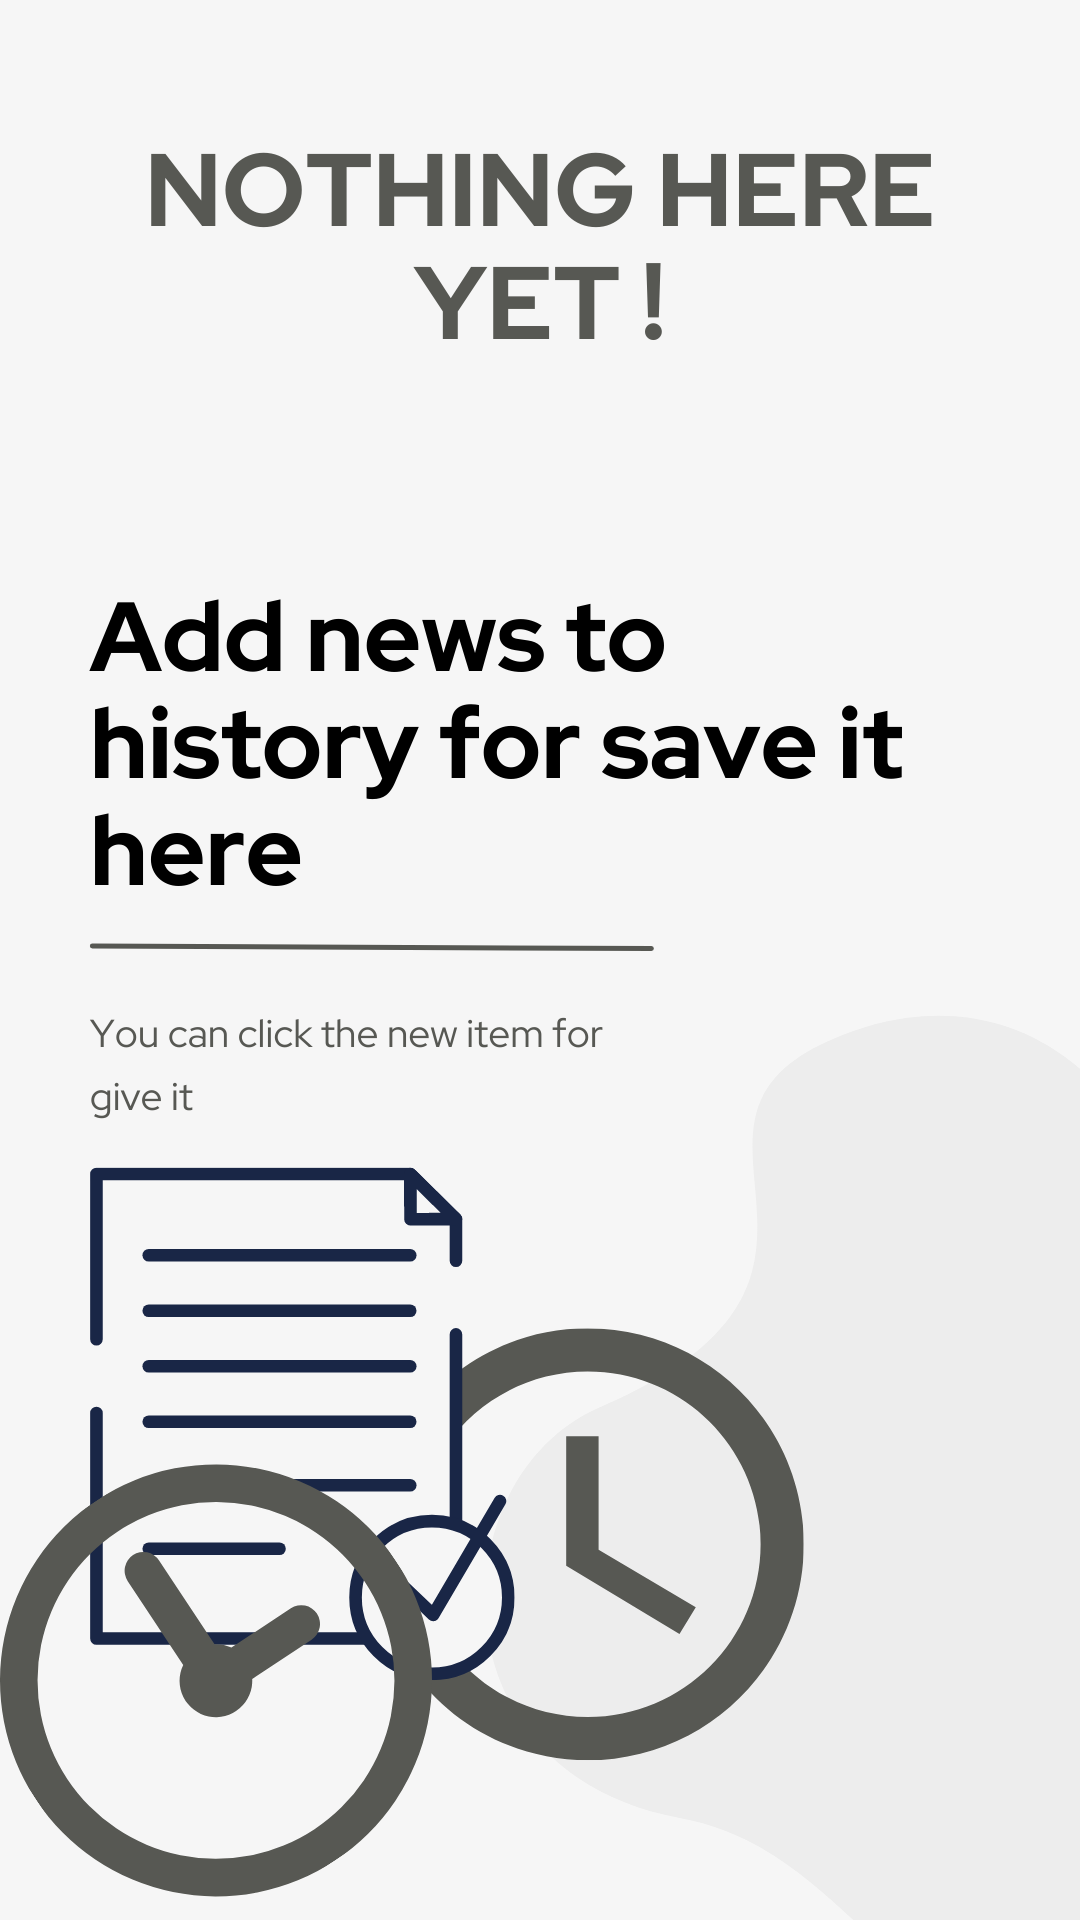 NOTHING HERE
YET !
Add news to
history for save it
here
You can click the new item for
give it